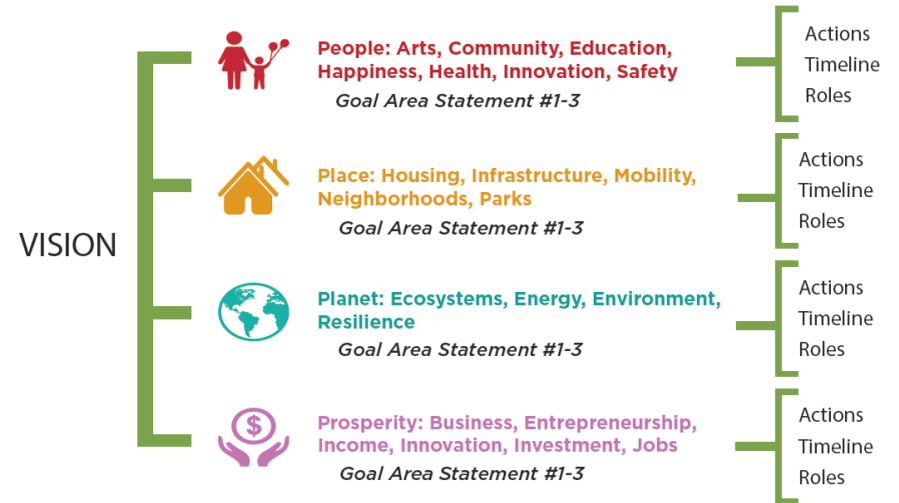 VISION
People: Arts, Community, Education,
Happiness, Health, Innovation, Safety
Goal Area Statement #1-3
Actions
Timeline
Roles
Place: Housing, Infrastructure, Mobility,
Neighborhoods, Parks
Goal Area Statement #1-3
Actions
Timeline
Roles
Planet: Ecosystems, Energy, Environment,
Resilience
Goal Area Statement #1-3
Actions
Timeline
Roles
$
Prosperity: Business, Entrepreneurship,
Income, Innovation, Investment, Jobs
Goal Area Statement #1-3
Actions
Timeline
Roles